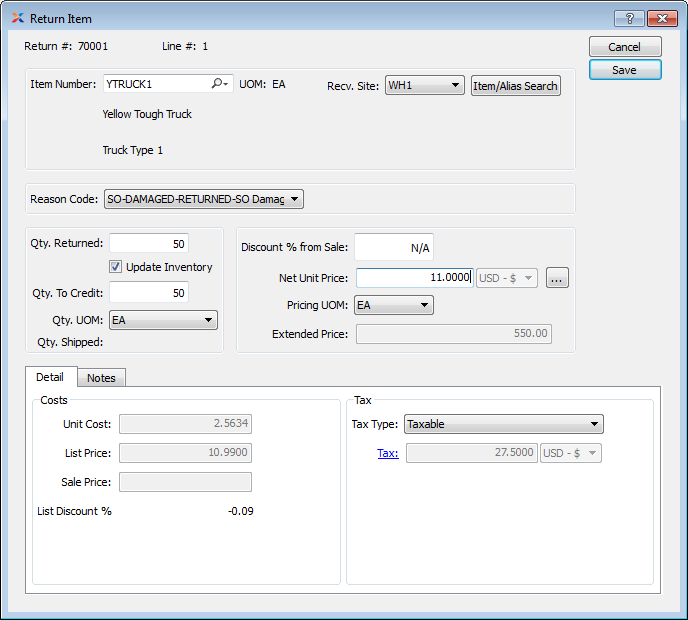 Return Item
Return #: 70001 Line #: 1 Cancel
Save
Item Number: YTRUCK1 UOM: EA Recv. Site: WH1 Item/Alias Search
Yellow Tough Truck
Truck Type 1
Reason Code: SO-DAMAGED-RETURNED-SO Damag
Qty. Returned: 50
Update Inventory
Qty. To Credit: 50
Qty. UOM: EA
Qty. Shipped:
Discount % from Sale: N/A
Net Unit Price: 11.0000 USD - $ ...
Pricing UOM: EA
Extended Price: 550.00
Detail Notes
Costs
Unit Cost: 2.5634
List Price: 10.9900
Sale Price:
List Discount % -0.09
Tax
Tax Type: Taxable
Tax: 27.5000 USD - $